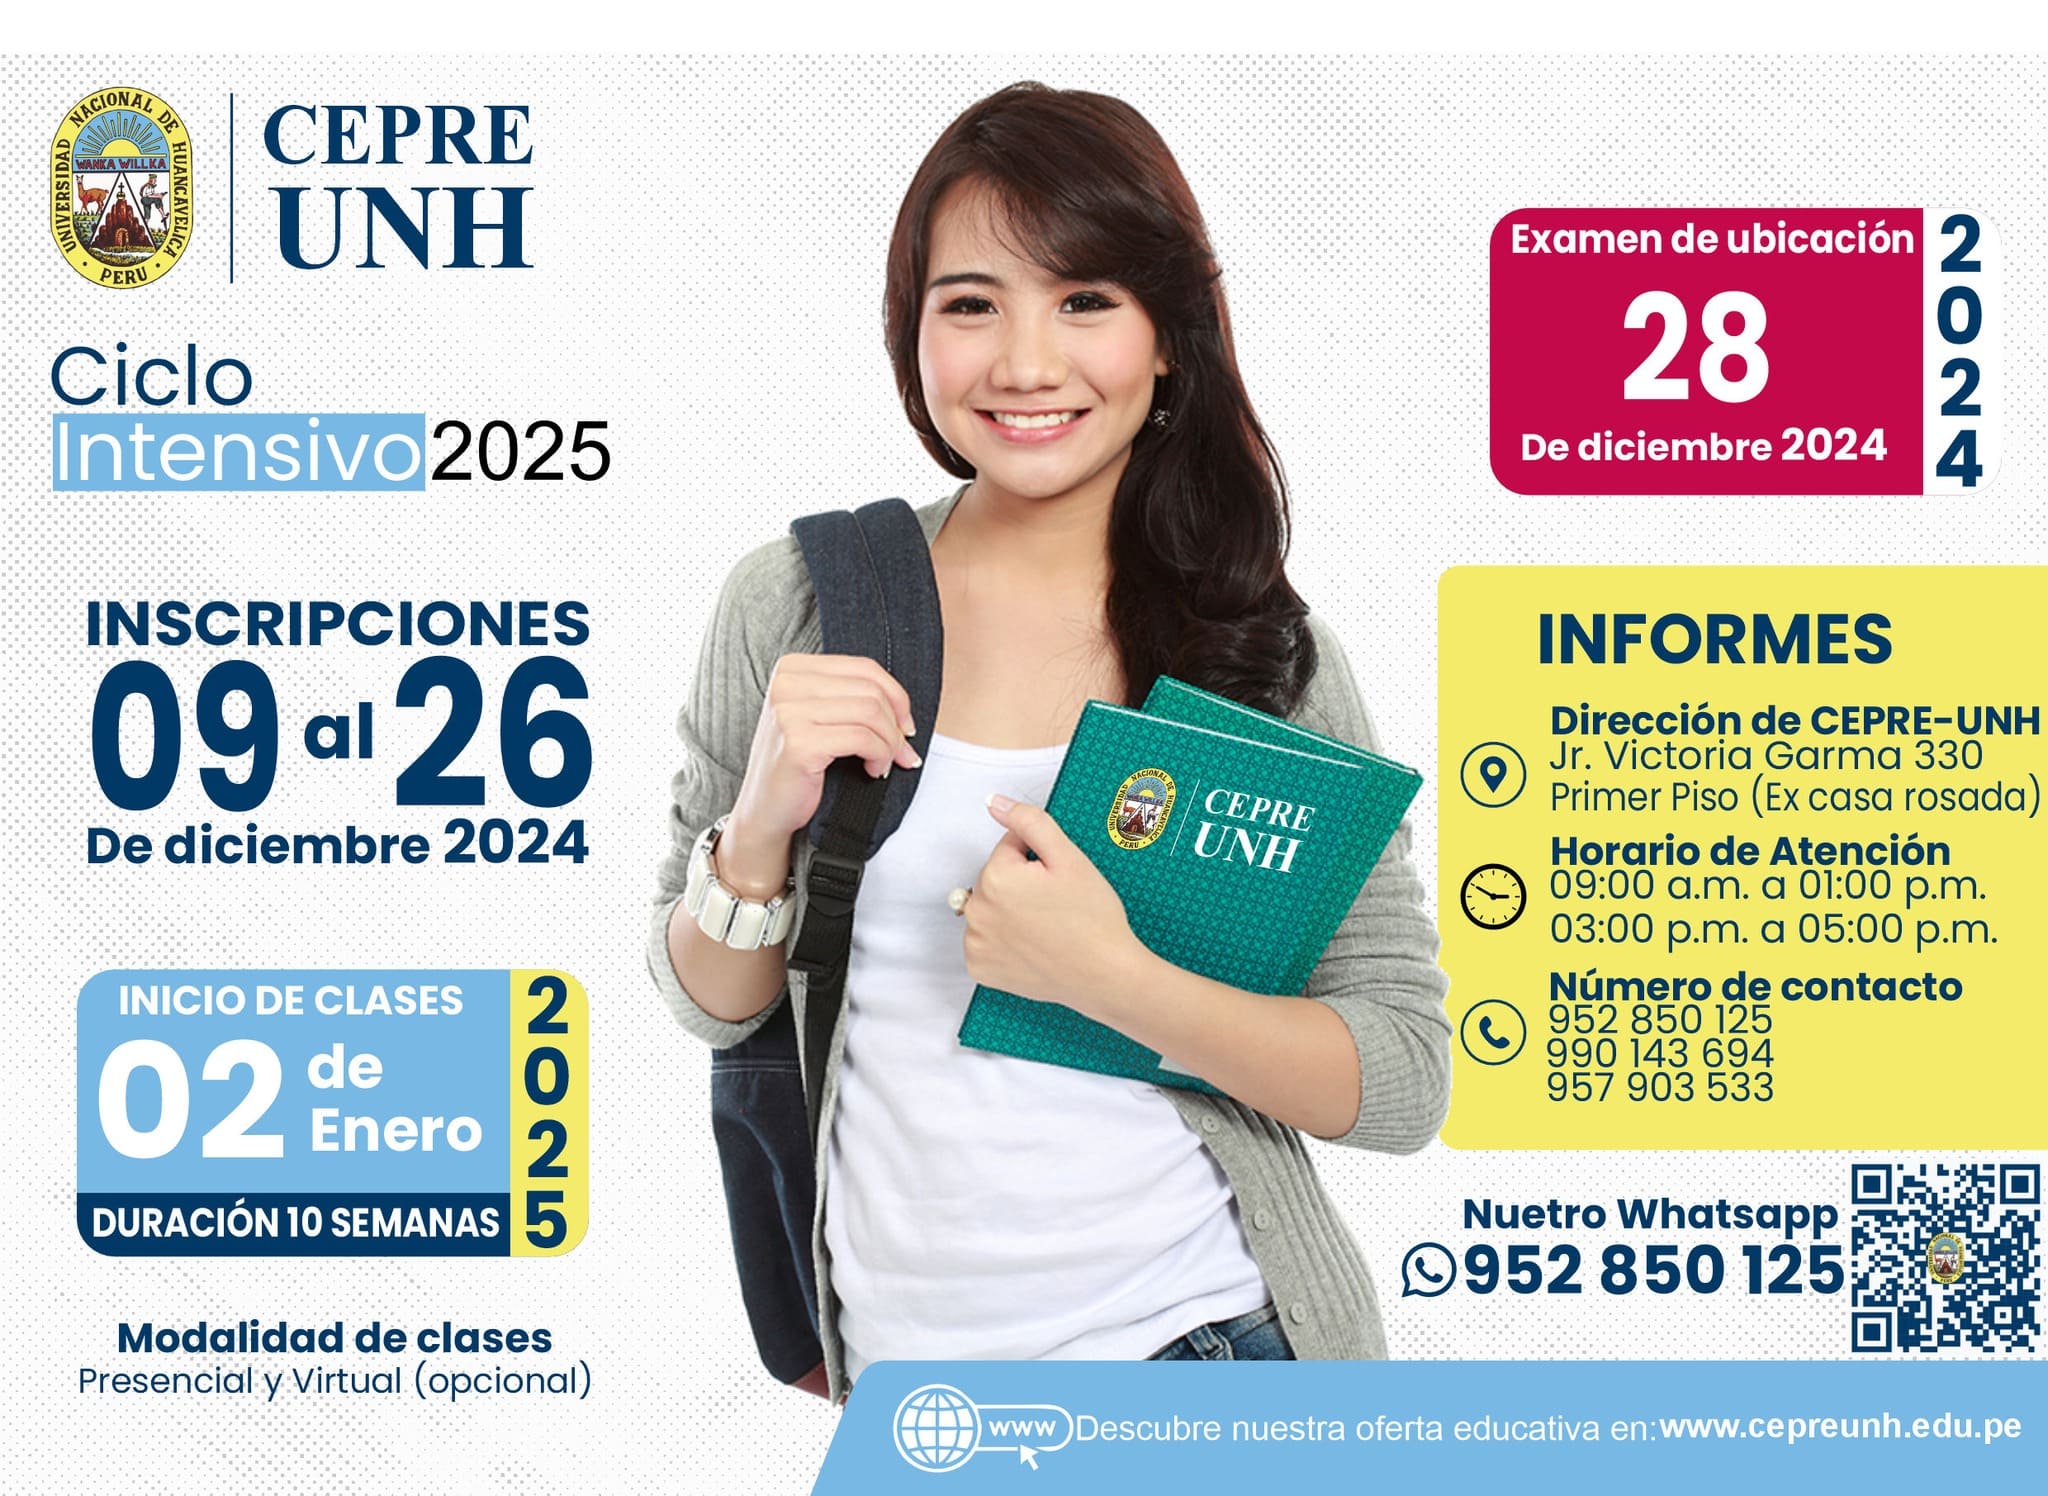 UNIVERSIDAD NACIONAL DE HUANCAVELICA
WANKA WILLKA
PERU
CEPRE
UNH
Ciclo
Intensivo 2025
INSCRIPCIONES
09 al 26
De diciembre 2024
INICIO DE CLASES
02 de Enero
2025
DURACIÓN 10 SEMANAS
Modalidad de clases
Presencial y Virtual (opcional)
UNIVERSIDAD NACIONAL DE HUANCAVELICA
PERU
CEPRE
UNH
Examen de ubicación
28
De diciembre 2024
2024
INFORMES
Dirección de CEPRE-UNH
Jr. Victoria Garma 330
Primer Piso (Ex casa rosada)
Horario de Atención
09:00 a.m. a 01:00 p.m.
03:00 p.m. a 05:00 p.m.
Número de contacto
952 850 125
990 143 694
957 903 533
Nuetro Whatsapp
952 850 125
www Descubre nuestra oferta educativa en: www.cepreunh.edu.pe